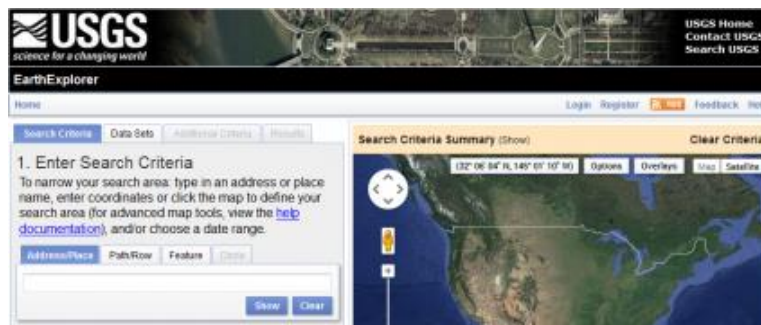 USGS
science for a changing world
USGS Home
Contact USGS
Search USGS
EarthExplorer
Home
Login Register Feedback
Search Criteria Data Sets Additional Criteria Results
Search Criteria Summary (Show)
Clear Criteria
1. Enter Search Criteria
To narrow your search area: type in an address or place
name, enter coordinates or click the map to define your
search area (for advanced map tools, view the help
documentation), and/or choose a date range.
Address/Place Path/Row Feature
Show Clear
Options Overlays Map Satellite